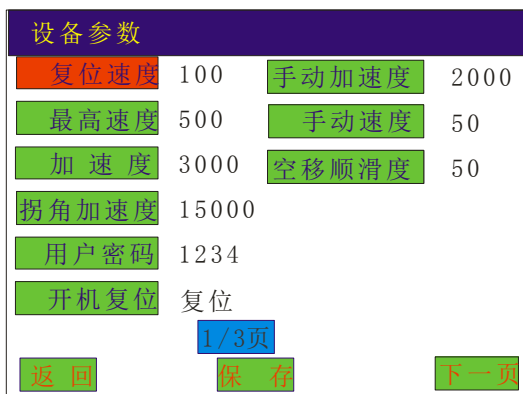 设备参数
复位速度 100 手动加速度 2000
最高速度 500 手动速度 50
加 速 度 3000 空移顺滑度 50
拐角加速度 15000
用户密码 1234
开机复位 复位
1/3页
返 回 保 存 下一页